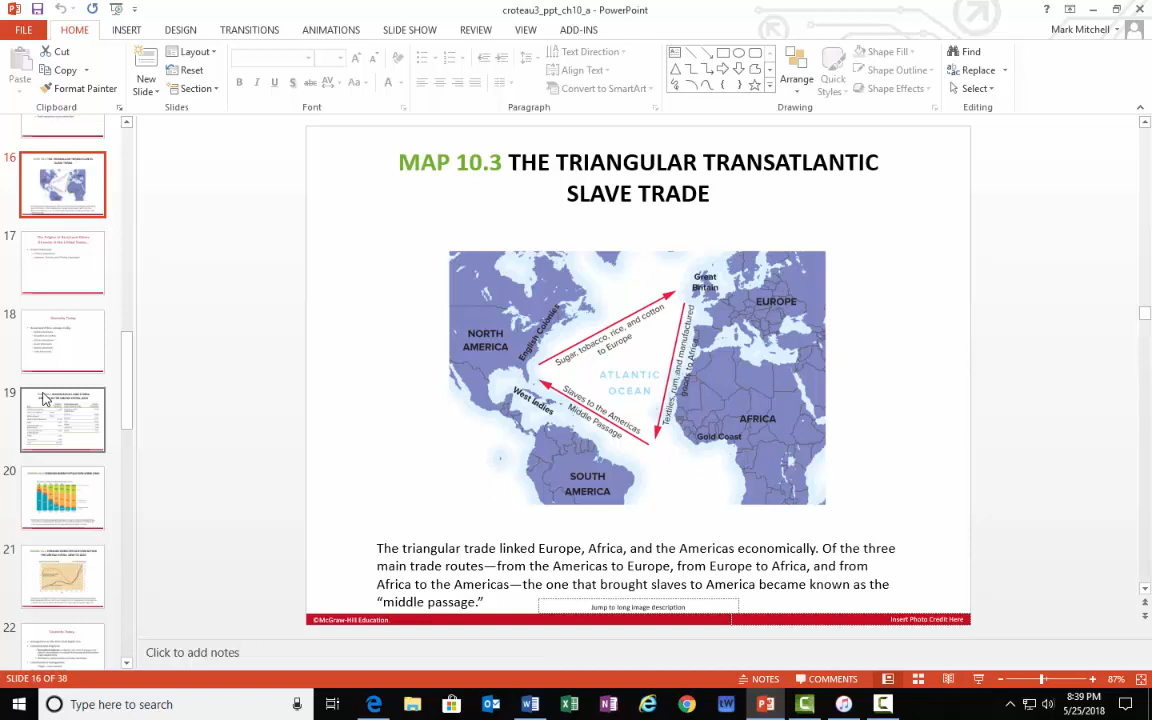 croteau3_ppt_ch10_a - PowerPoint
FILE HOME INSERT DESIGN TRANSITIONS ANIMATIONS SLIDE SHOW REVIEW VIEW ADD-INS Mark Mitchell
Paste
Cut
Copy
Format Painter
Clipboard
New
Slide
Layout
Reset
Section
Slides
Font
Text Direction
Align Text
Convert to SmartArt
Paragraph
Arrange
Quick
Styles
Shape Fill
Shape Outline
Shape Effects
Drawing
Find
Replace
Select
Editing
16
17
18
19
20
21
22
MAP 10.3 THE TRIANGULAR TRANSATLANTIC
SLAVE TRADE
Great
Britain
EUROPE
NORTH
AMERICA
English Colonies
Sugar, tobacco, rice, and cotton
to Europe
Textiles, rum, and manufactured
goods to Africa
ATLANTIC
OCEAN
West Indies
Slaves to the Americas
Middle Passage
AFRICA
Gold Coast
SOUTH
AMERICA
The triangular trade linked Europe, Africa, and the Americas economically. Of the three
main trade routes—from the Americas to Europe, from Europe to Africa, and from
Africa to the Americas—the one that brought slaves to America became known as the
“middle passage.”
Jump to long image description
©McGraw-Hill Education.
Insert Photo Credit Here
Click to add notes
SLIDE 16 OF 38 NOTES COMMENTS 87%
Type here to search
8:39 PM
5/25/2018